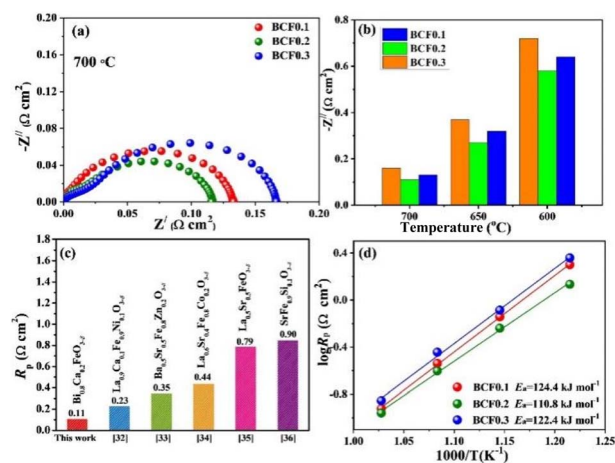 (a)
700 °C
BCF0.1
BCF0.2
BCF0.3
-Z// (Ω cm²)
0.20
0.16
0.12
0.08
0.04
0.00
0.00 0.05 0.10 0.15 0.20
Z/ (Ω cm²)
(b)
BCF0.1
BCF0.2
BCF0.3
-Z// (Ω cm²)
0.8
0.6
0.4
0.2
0.0
700 650 600
Temperature (°C)
(c)
Rp (Ω cm²)
1.8
1.6
1.4
1.2
1.0
0.8
0.6
0.4
0.2
0.0
Bi0.8Ca0.2FeO3-δ
Ba0.5Sr0.5Fe0.8Zn0.2O3-δ
La0.6Sr0.4Fe0.8Co0.2O3-δ
La0.5Sr0.5FeO3-δ
0.11 0.23 0.35 0.44 0.79 0.90
This work [32] [33] [34] [35] [36]
(d)
logRp (Ω cm²)
0.4
0.0
-0.4
-0.8
BCF0.1 Ea=124.4 kJ mol-1
BCF0.2 Ea=110.8 kJ mol-1
BCF0.3 Ea=122.4 kJ mol-1
1.00 1.05 1.10 1.15 1.20 1.25
1000/T(K-1)